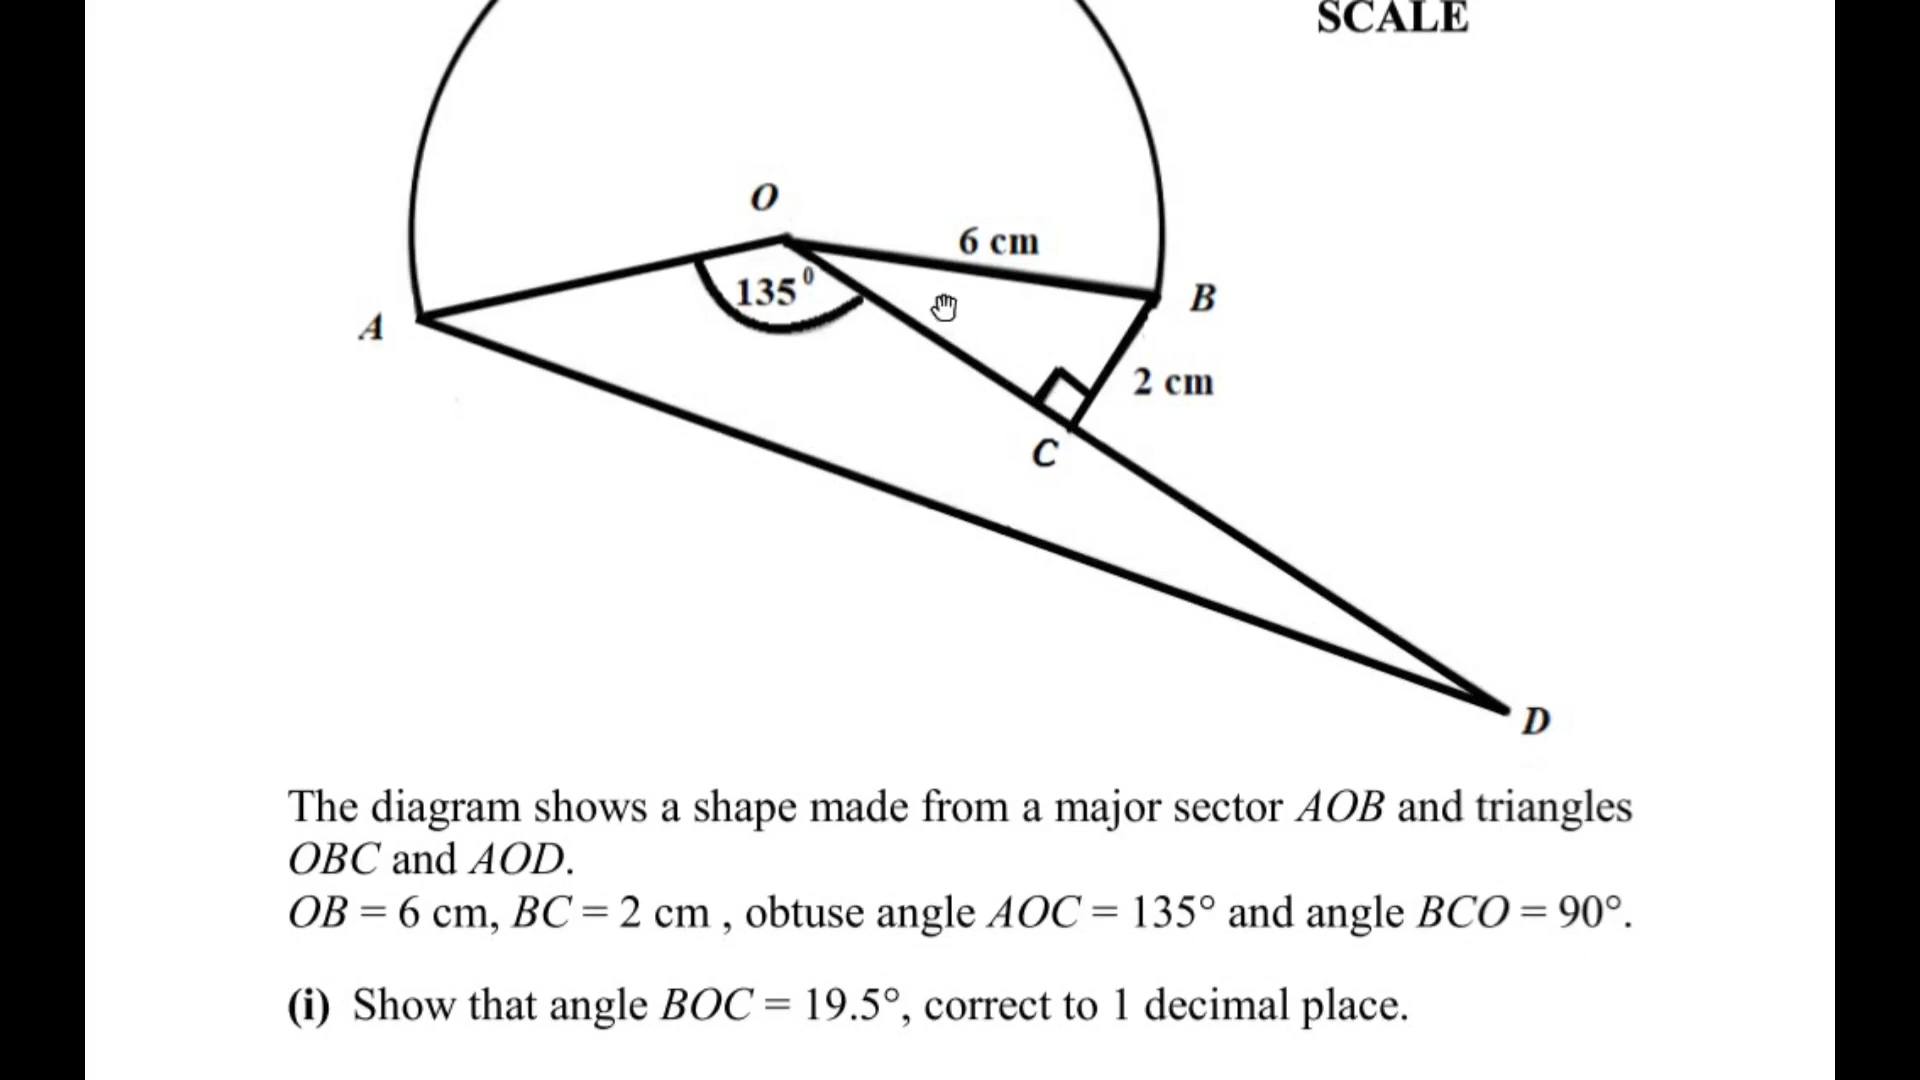 SCALE
O
6 cm
135⁰
B
A
2 cm
C
D
The diagram shows a shape made from a major sector AOB and triangles
OBC and AOD.
OB = 6 cm, BC = 2 cm , obtuse angle AOC = 135° and angle BCO = 90°.
(i) Show that angle BOC = 19.5°, correct to 1 decimal place.